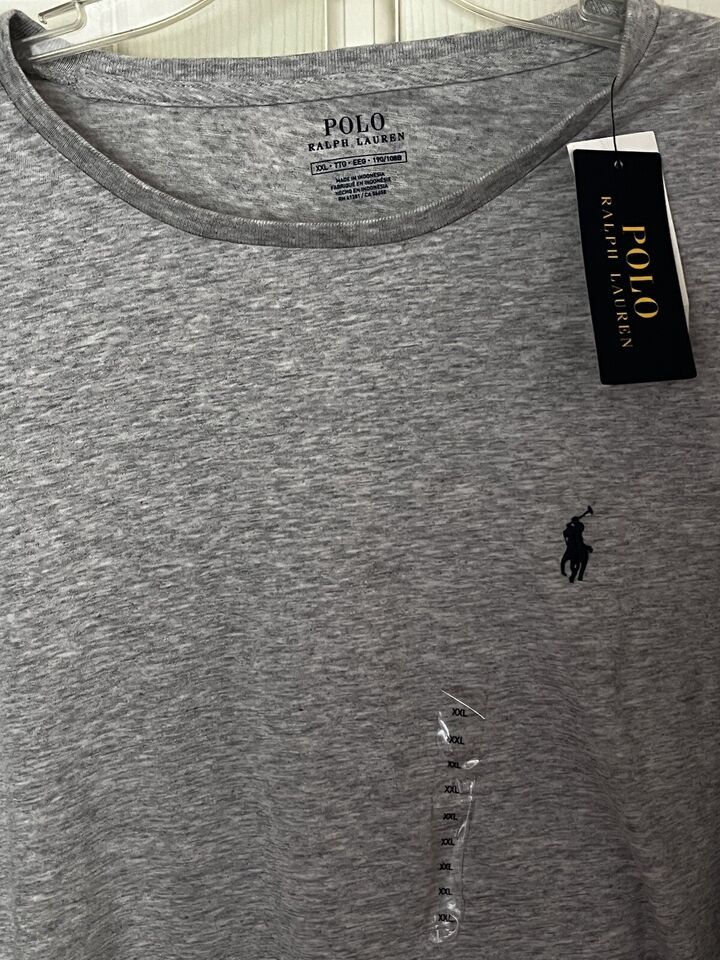 POLO
RALPH LAUREN
XXL • TTG • EEG • 190/108B
MADE IN INDONESIA
FABRIQUÉ EN INDONÉSIE
HECHO EN INDONESIA
POLO
RALPH LAUREN
XXL
XXL
XXL
XXL
XXL
XXL
XXL
XXL
XXL